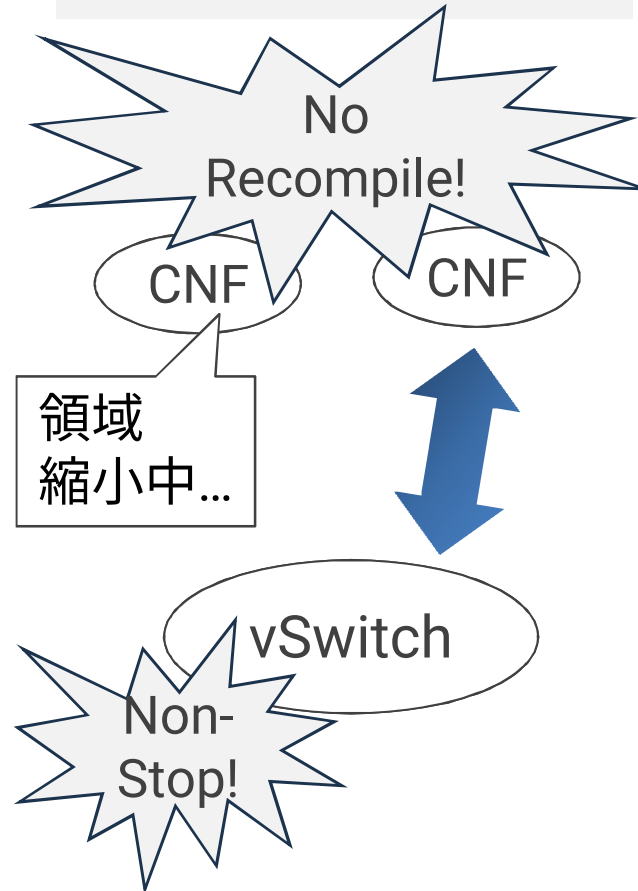 No
Recompile!
CNF
CNF
領域
縮小中...
vSwitch
Non-
Stop!